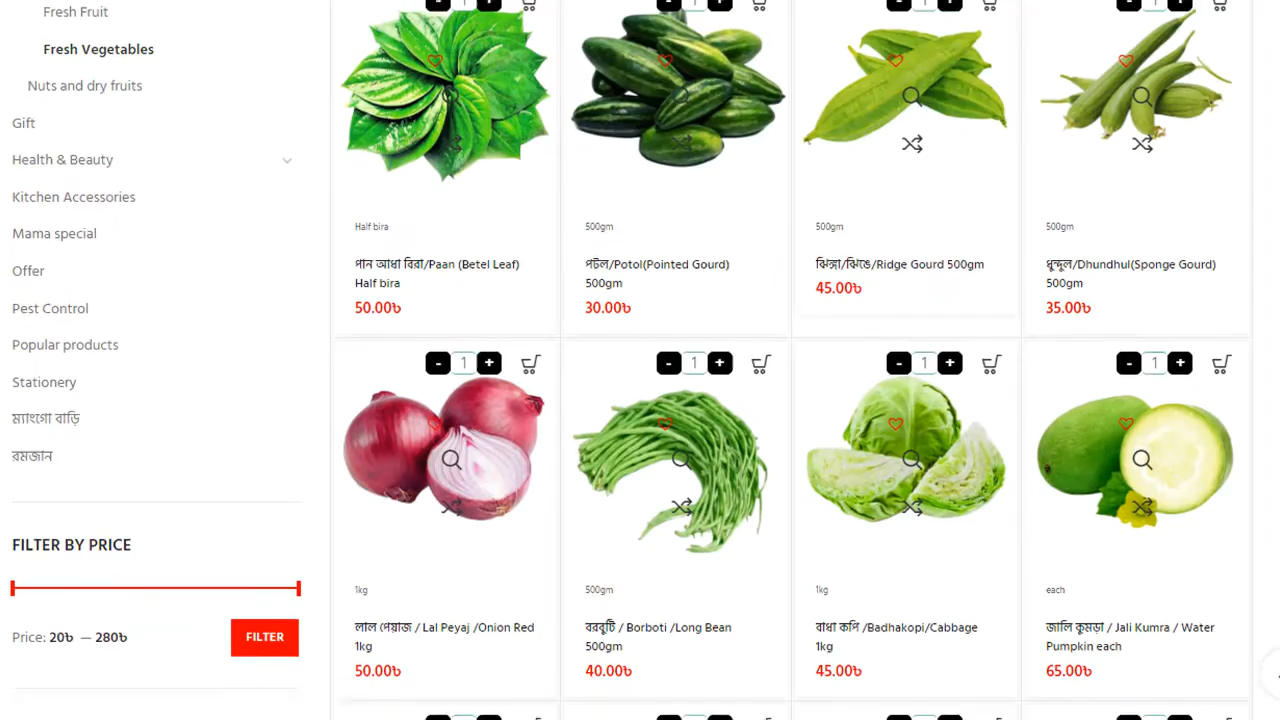 Fresh Fruit
Fresh Vegetables
Nuts and dry fruits
Gift
Health & Beauty
Kitchen Accessories
Mama special
Offer
Pest Control
Popular products
Stationery
ম্যাংগো বাড়ি
রমজান
FILTER BY PRICE
Price: 20৳ — 280৳
FILTER
- 1 +
- 1 +
- 1 +
- 1 +
Half bira
পান আধা বিরা/Paan (Betel Leaf)
Half bira
50.00৳
500gm
পটল/Potol(Pointed Gourd)
500gm
30.00৳
500gm
ঝিঙ্গা/ঝিঙে/Ridge Gourd 500gm
45.00৳
500gm
ধুন্দুল/Dhundhul(Sponge Gourd)
500gm
35.00৳
- 1 +
- 1 +
- 1 +
- 1 +
1kg
লাল পেয়াজ / Lal Peyaj /Onion Red
1kg
50.00৳
500gm
বরবুটি / Borboti /Long Bean
500gm
40.00৳
1kg
বাধা কপি /Badhakopi/Cabbage
1kg
45.00৳
each
জালি কুমড়া / Jali Kumra / Water
Pumpkin each
65.00৳